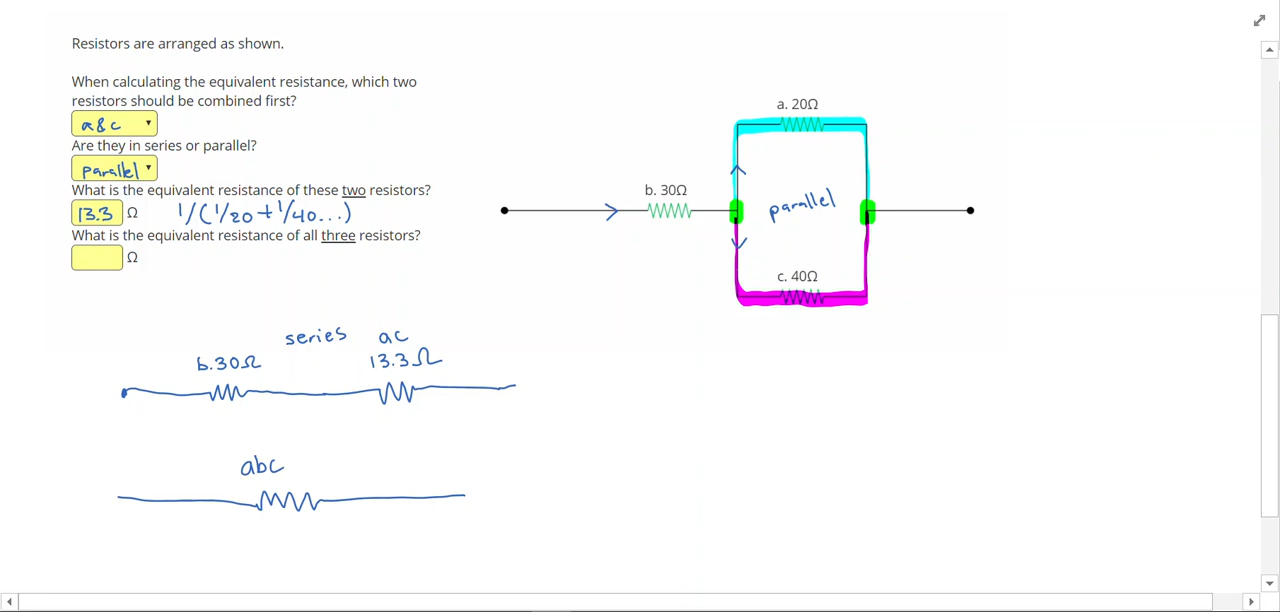 Resistors are arranged as shown.
When calculating the equivalent resistance, which two
resistors should be combined first?
a&c
Are they in series or parallel?
parallel
What is the equivalent resistance of these two resistors?
13.3 Ω 1/(1/20+1/40...)
What is the equivalent resistance of all three resistors?
Ω
a. 20Ω
b. 30Ω
parallel
c. 40Ω
series ac
b.30Ω 13.3Ω
abc